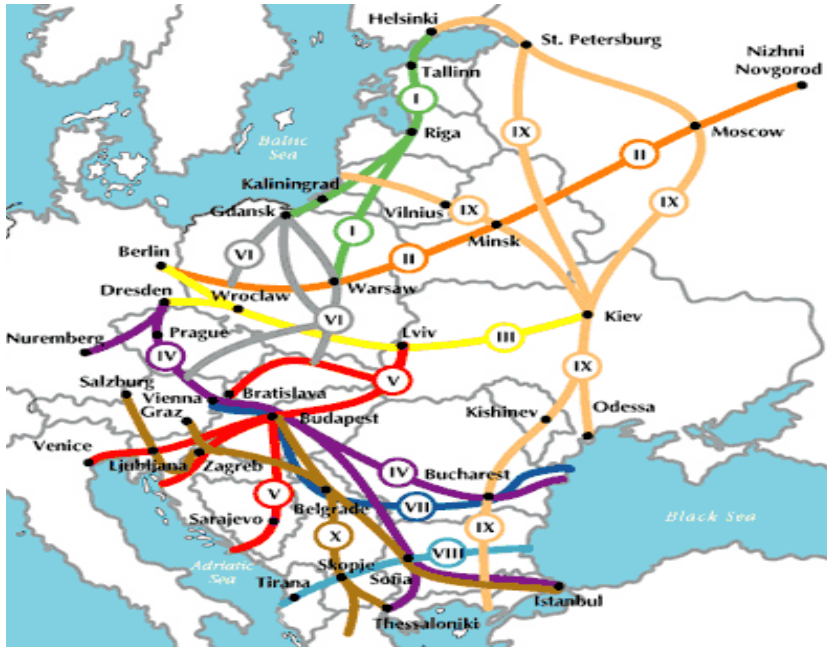 Helsinki
St. Petersburg
Nizhni
Novgorod
Tallinn
I
Baltic
Sea
Riga
IX
Moscow
II
Kaliningrad
Gdansk
Vilnius
IX
IX
I
Minsk
VI
II
Berlin
Dresden
Wroclaw
Warsaw
Kiev
VI
Nuremberg
Prague
Lviv
III
IV
IX
Salzburg
V
Vienna
Bratislava
Graz
Budapest
Kishinev
Odessa
Venice
Ljubljana
Zagreb
IV
Bucharest
V
Belgrade
VII
Sarajevo
IX
Black Sea
X
VIII
Adriatic
Sea
Skopje
Tirana
Sofia
Istanbul
Thessaloniki